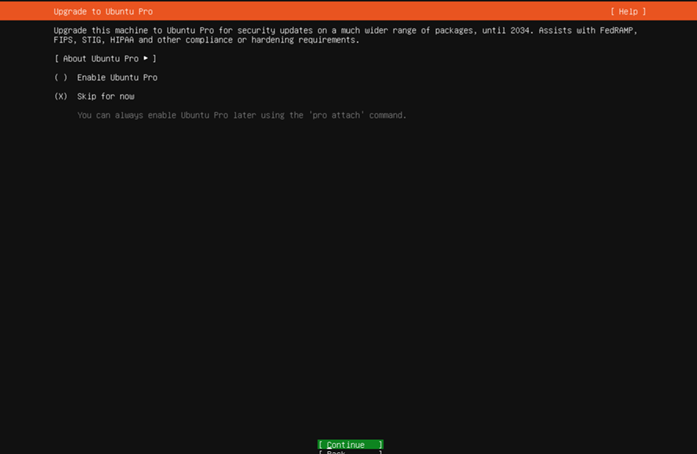 Upgrade to Ubuntu Pro [ Help ]
Upgrade this machine to Ubuntu Pro for security updates on a much wider range of packages, until 2034. Assists with FedRAMP,
FIPS, STIG, HIPAA and other compliance or hardening requirements.
[ About Ubuntu Pro ▸ ]
( ) Enable Ubuntu Pro
(X) Skip for now
You can always enable Ubuntu Pro later using the 'pro attach' command.
[ Continue ]
[ Back